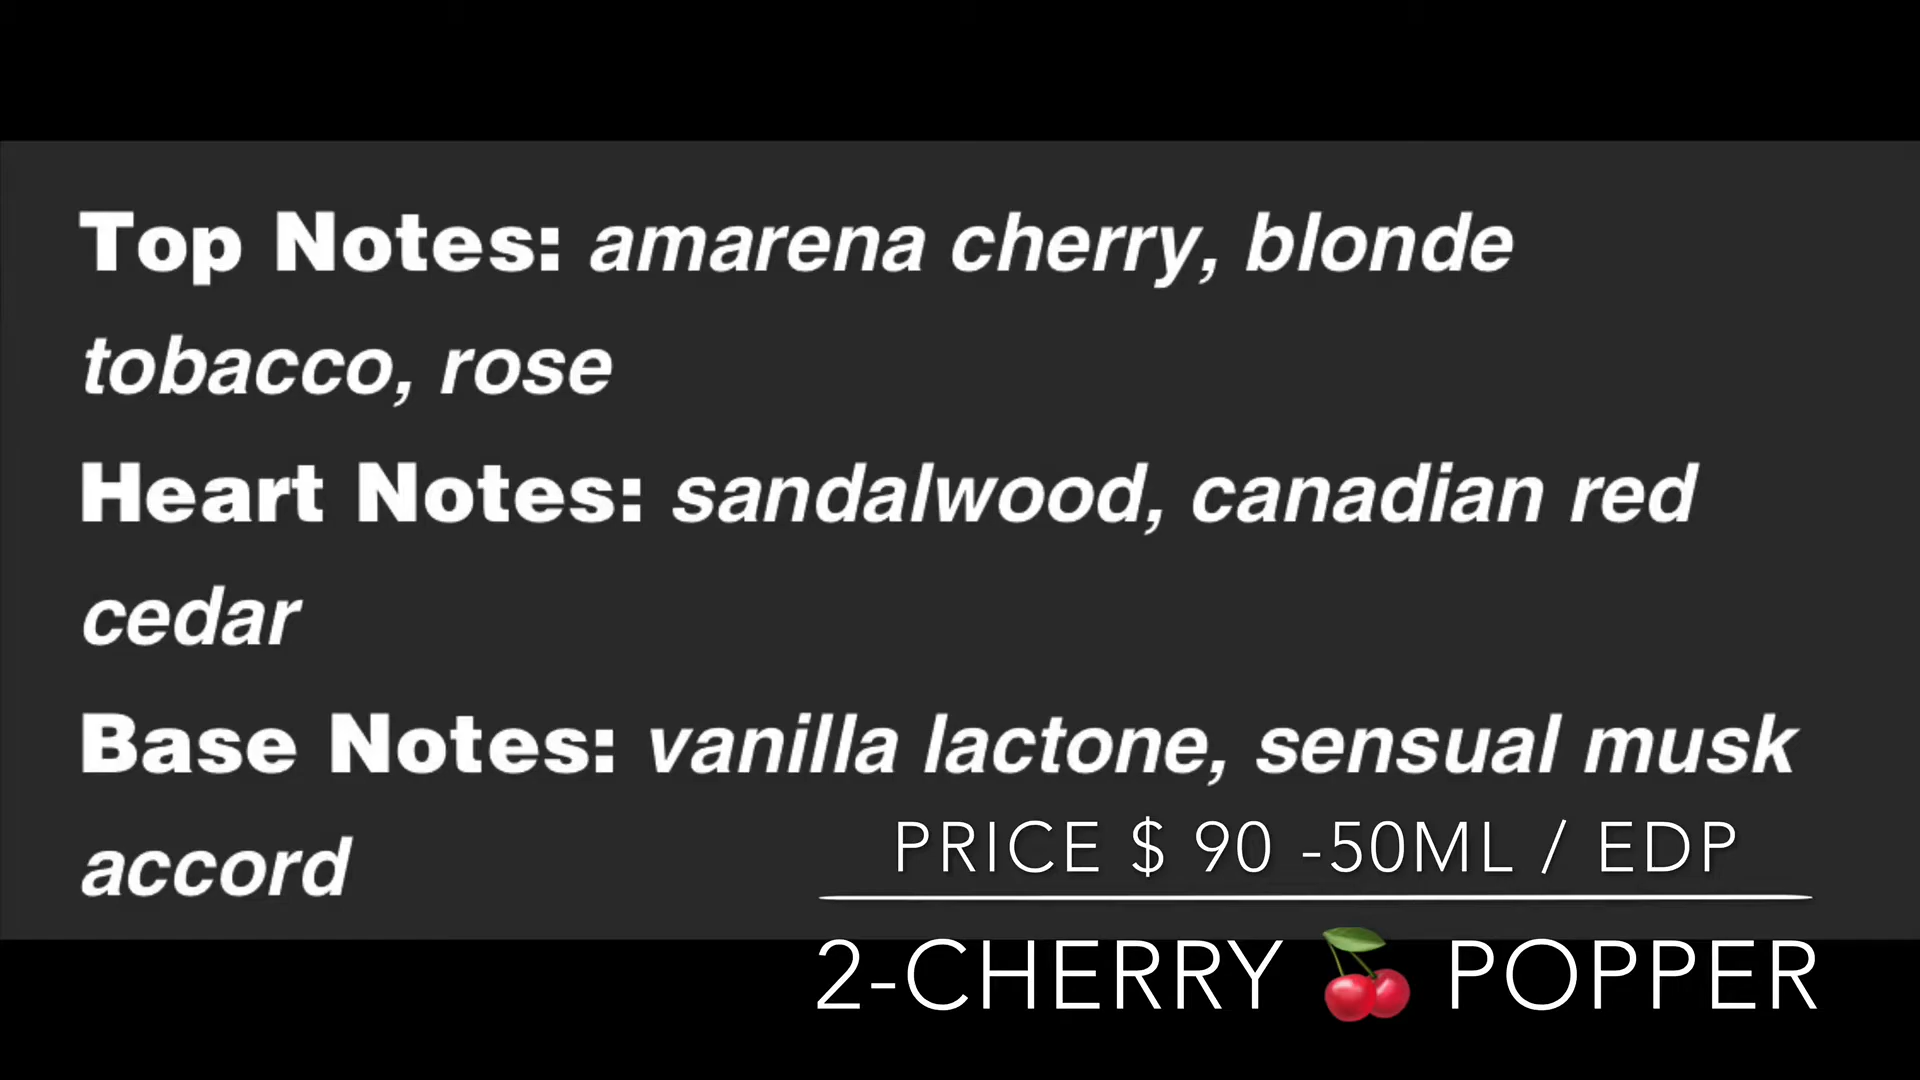 Top Notes: amarena cherry, blonde
tobacco, rose
Heart Notes: sandalwood, canadian red
cedar
Base Notes: vanilla lactone, sensual musk
accord
PRICE $ 90 -50ML / EDP
2-CHERRY 🍒 POPPER